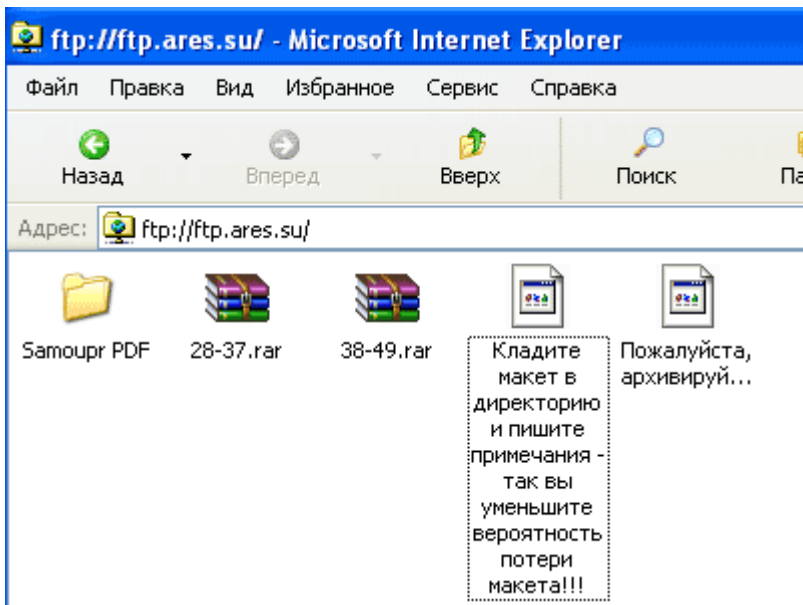 ftp://ftp.ares.su/ - Microsoft Internet Explorer
Файл Правка Вид Избранное Сервис Справка
Назад Вперед Вверх Поиск Па
Адрес: ftp://ftp.ares.su/
Samoupr PDF
28-37.rar
38-49.rar
Кладите
макет в
директорию
и пишите
примечания -
так вы
уменьшите
вероятность
потери
макета!!!
Пожалуйста,
архивируй...